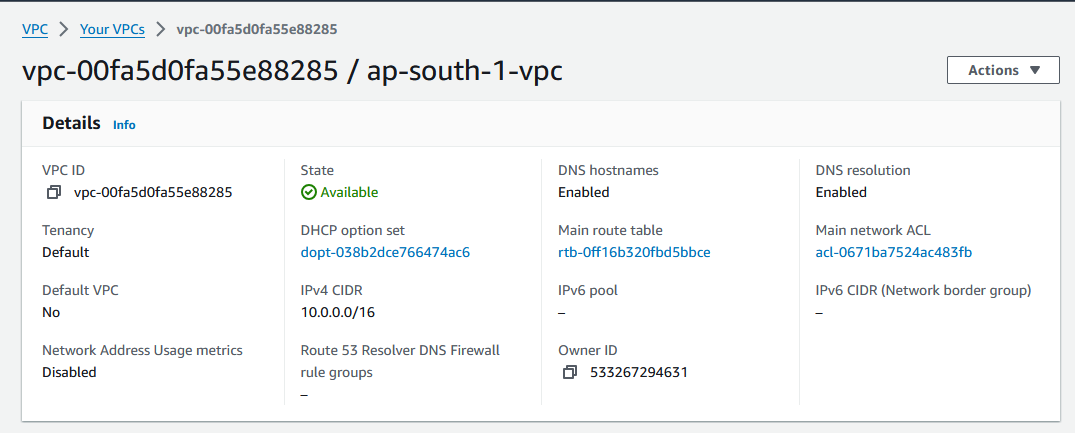 VPC > Your VPCs > vpc-00fa5d0fa55e88285
vpc-00fa5d0fa55e88285 / ap-south-1-vpc
Actions ▼
Details Info
VPC ID
vpc-00fa5d0fa55e88285
State
Available
DNS hostnames
Enabled
DNS resolution
Enabled
Tenancy
Default
DHCP option set
dopt-038b2dce766474ac6
Main route table
rtb-0ff16b320fbd5bbce
Main network ACL
acl-0671ba7524ac483fb
Default VPC
No
IPv4 CIDR
10.0.0.0/16
IPv6 pool
–
IPv6 CIDR (Network border group)
–
Network Address Usage metrics
Disabled
Route 53 Resolver DNS Firewall
rule groups
–
Owner ID
533267294631